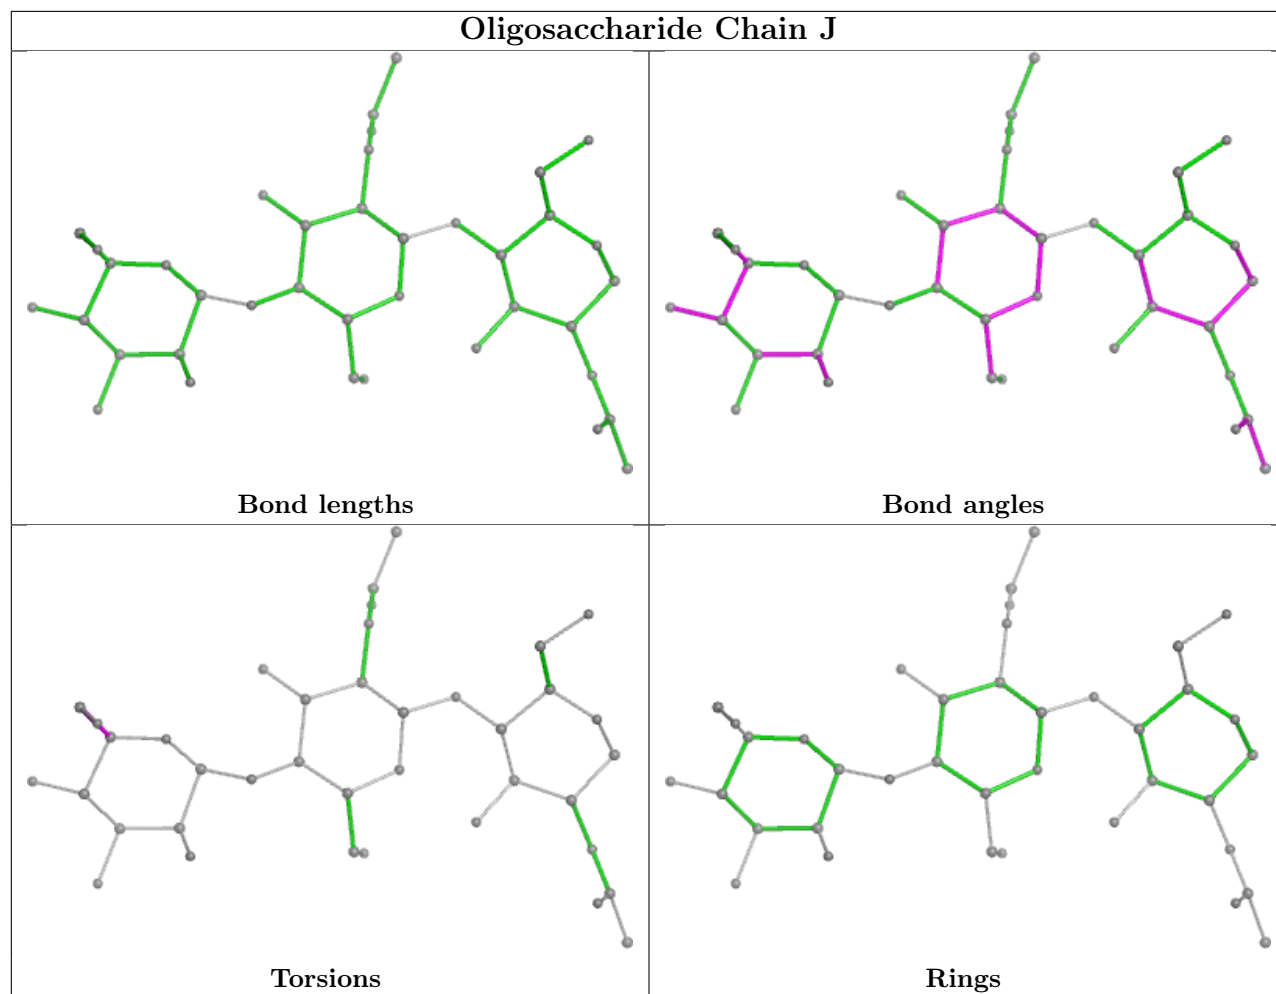 Oligosaccharide Chain J
Bond lengths
Bond angles
Torsions
Rings